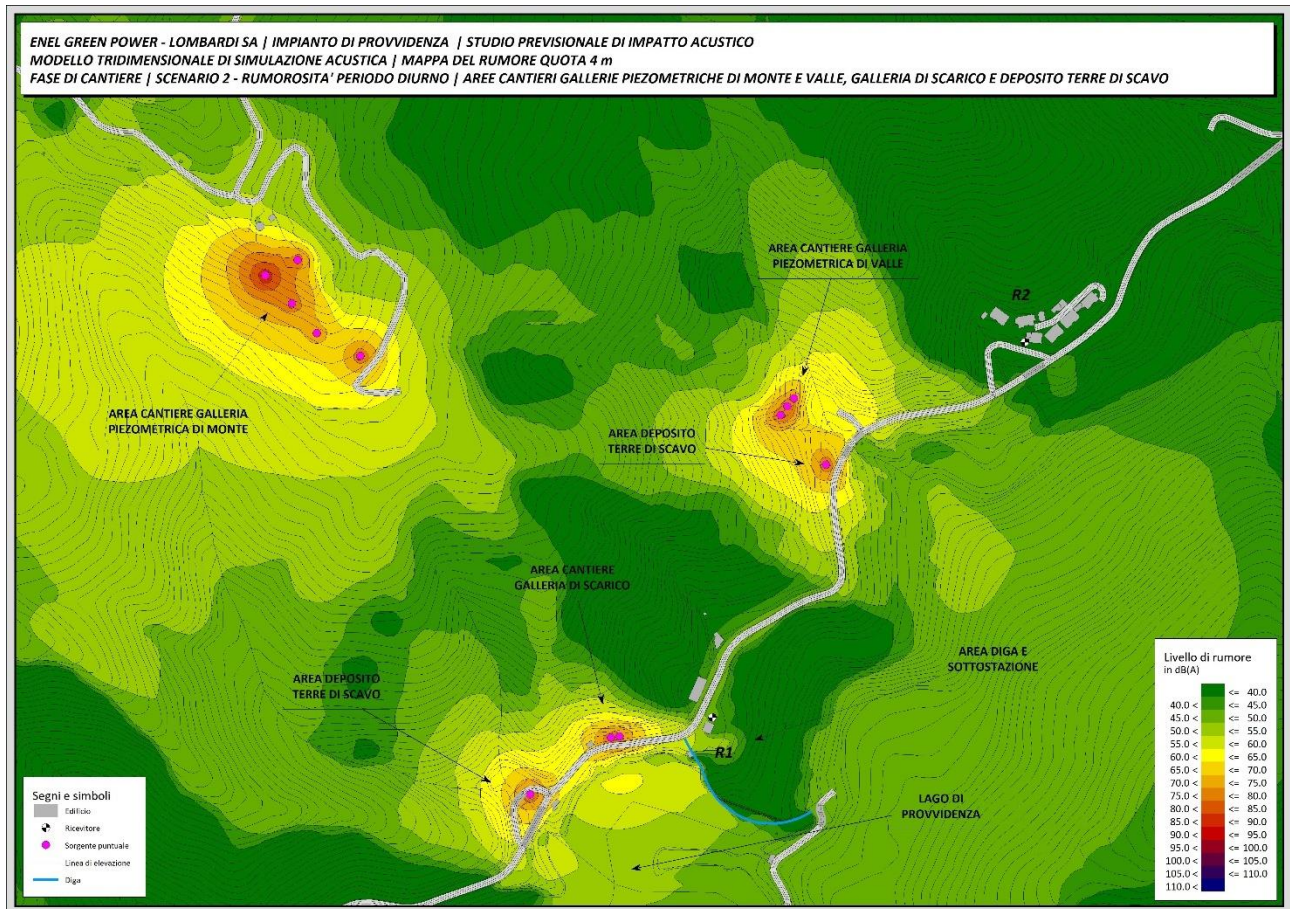 ENEL GREEN POWER - LOMBARDI SA | IMPIANTO DI PROVVIDENZA | STUDIO PREVISIONALE DI IMPATTO ACUSTICO
MODELLO TRIDIMENSIONALE DI SIMULAZIONE ACUSTICA | MAPPA DEL RUMORE QUOTA 4 m
FASE DI CANTIERE | SCENARIO 2 - RUMOROSITA' PERIODO DIURNO | AREE CANTIERI GALLERIE PIEZOMETRICHE DI MONTE E VALLE, GALLERIA DI SCARICO E DEPOSITO TERRE DI SCAVO
AREA CANTIERE GALLERIA
PIEZOMETRICA DI VALLE
R2
AREA CANTIERE GALLERIA
PIEZOMETRICA DI MONTE
AREA DEPOSITO
TERRE DI SCAVO
AREA CANTIERE
GALLERIA DI SCARICO
AREA DIGA E
SOTTOSTAZIONE
AREA DEPOSITO
TERRE DI SCAVO
R1
LAGO DI
PROVVIDENZA
Segni e simboli
Edificio
Ricevitore
Sorgente puntuale
Linea di elevazione
Diga
Livello di rumore
in dB(A)
<= 40.0
40.0 < <= 45.0
45.0 < <= 50.0
50.0 < <= 55.0
55.0 < <= 60.0
60.0 < <= 65.0
65.0 < <= 70.0
70.0 < <= 75.0
75.0 < <= 80.0
80.0 < <= 85.0
85.0 < <= 90.0
90.0 < <= 95.0
95.0 < <= 100.0
100.0 < <= 105.0
105.0 < <= 110.0
110.0 <